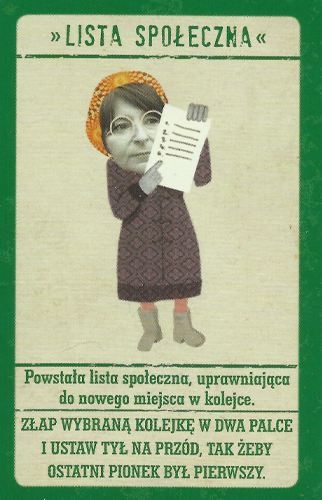 »LISTA SPOŁECZNA«
Powstała lista społeczna, uprawniająca
do nowego miejsca w kolejce.
ZŁAP WYBRANĄ KOLEJKĘ W DWA PALCE
I USTAW TYŁ NA PRZÓD, TAK ŻEBY
OSTATNI PIONEK BYŁ PIERWSZY.